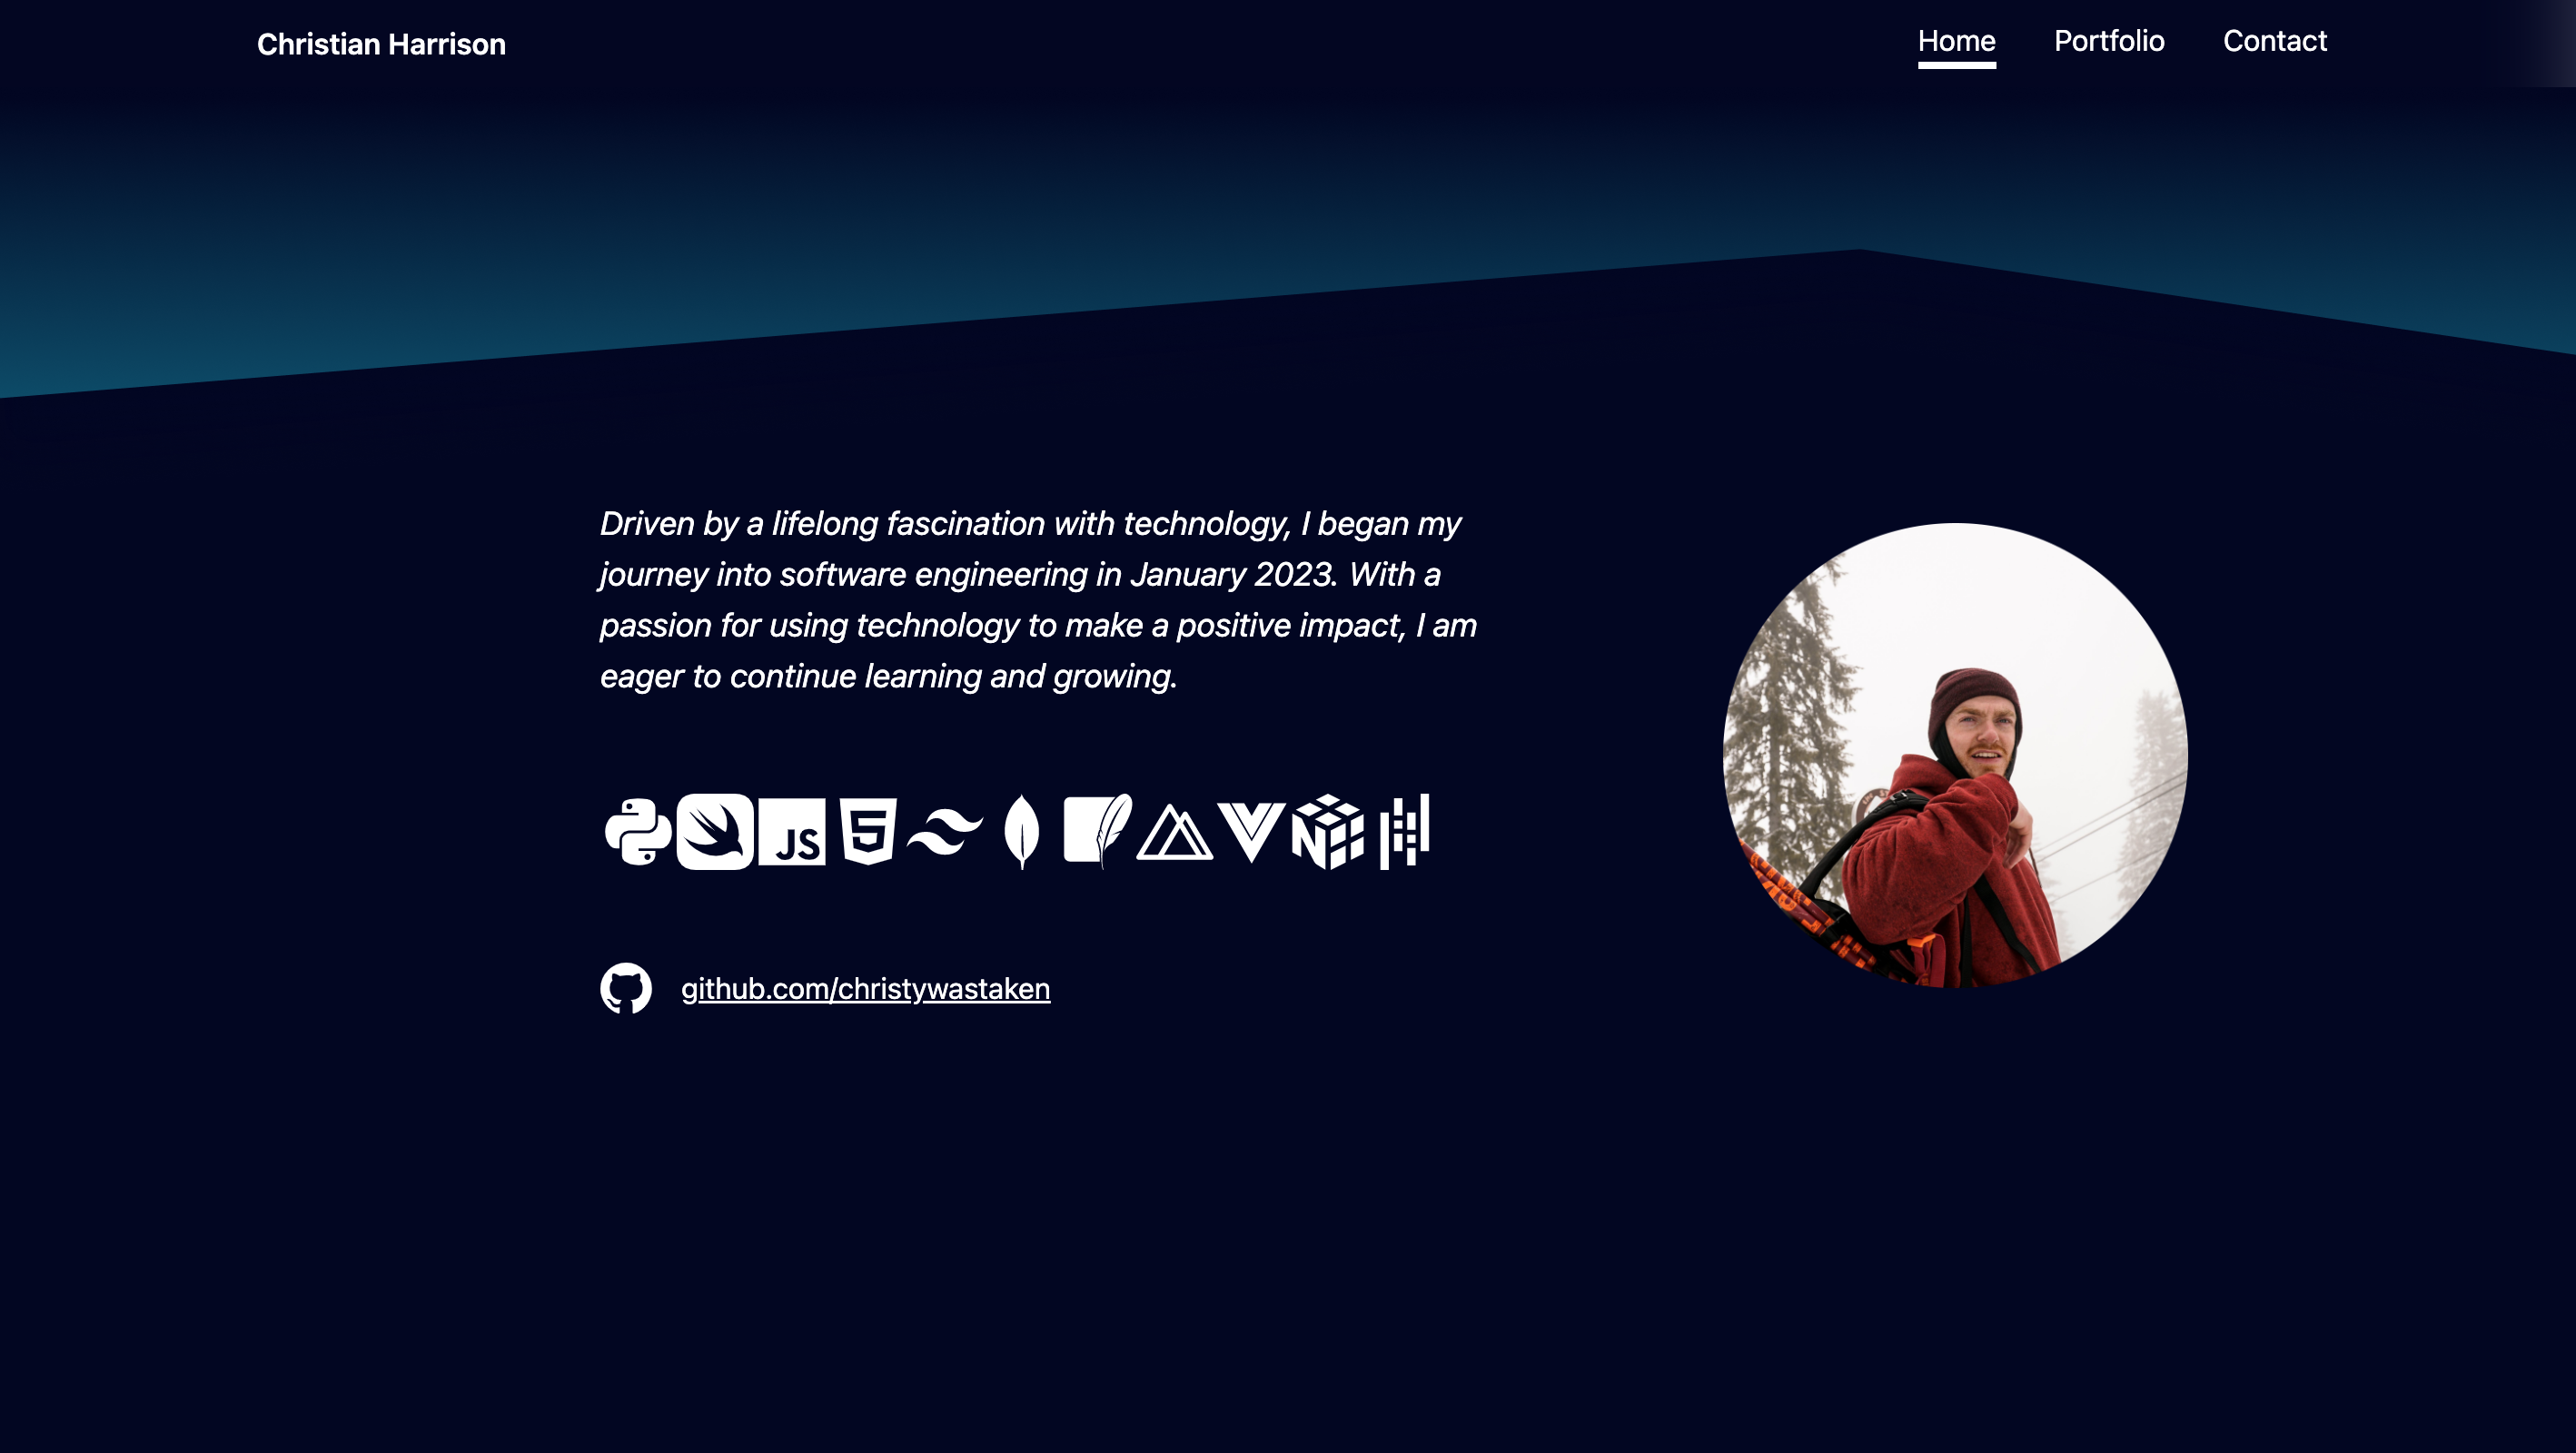 Christian Harrison
Home Portfolio Contact
Driven by a lifelong fascination with technology, I began my
journey into software engineering in January 2023. With a
passion for using technology to make a positive impact, I am
eager to continue learning and growing.
JS 5 N
github.com/christywastaken